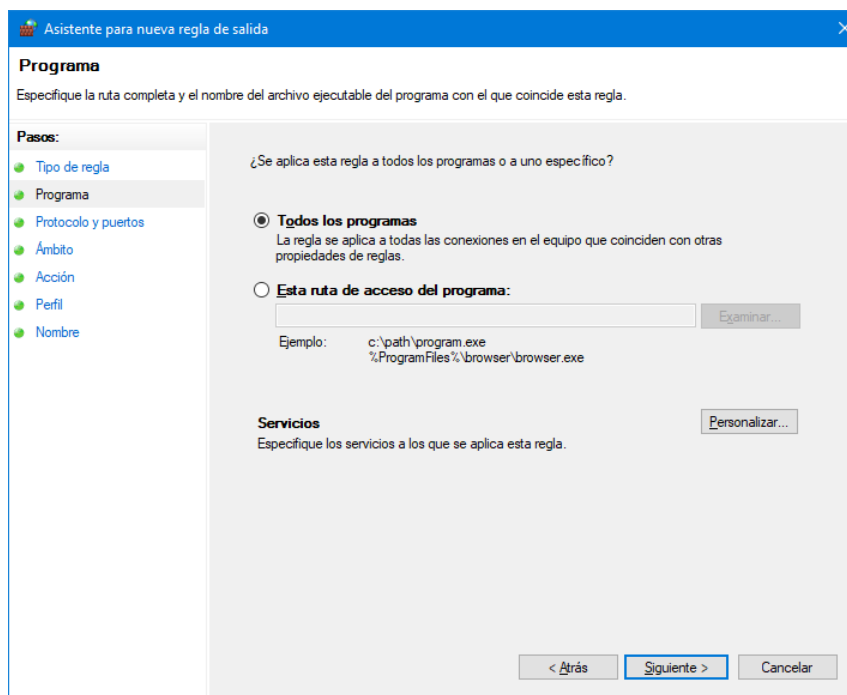 Asistente para nueva regla de salida
Programa
Especifique la ruta completa y el nombre del archivo ejecutable del programa con el que coincide esta regla.
Pasos:
Tipo de regla
Programa
Protocolo y puertos
Ámbito
Acción
Perfil
Nombre
¿Se aplica esta regla a todos los programas o a uno específico?
Todos los programas
La regla se aplica a todas las conexiones en el equipo que coinciden con otras
propiedades de reglas.
Esta ruta de acceso del programa:
Examinar...
Ejemplo: c:\path\program.exe
%ProgramFiles%\browser\browser.exe
Servicios
Personalizar...
Especifique los servicios a los que se aplica esta regla.
< Atrás Siguiente > Cancelar